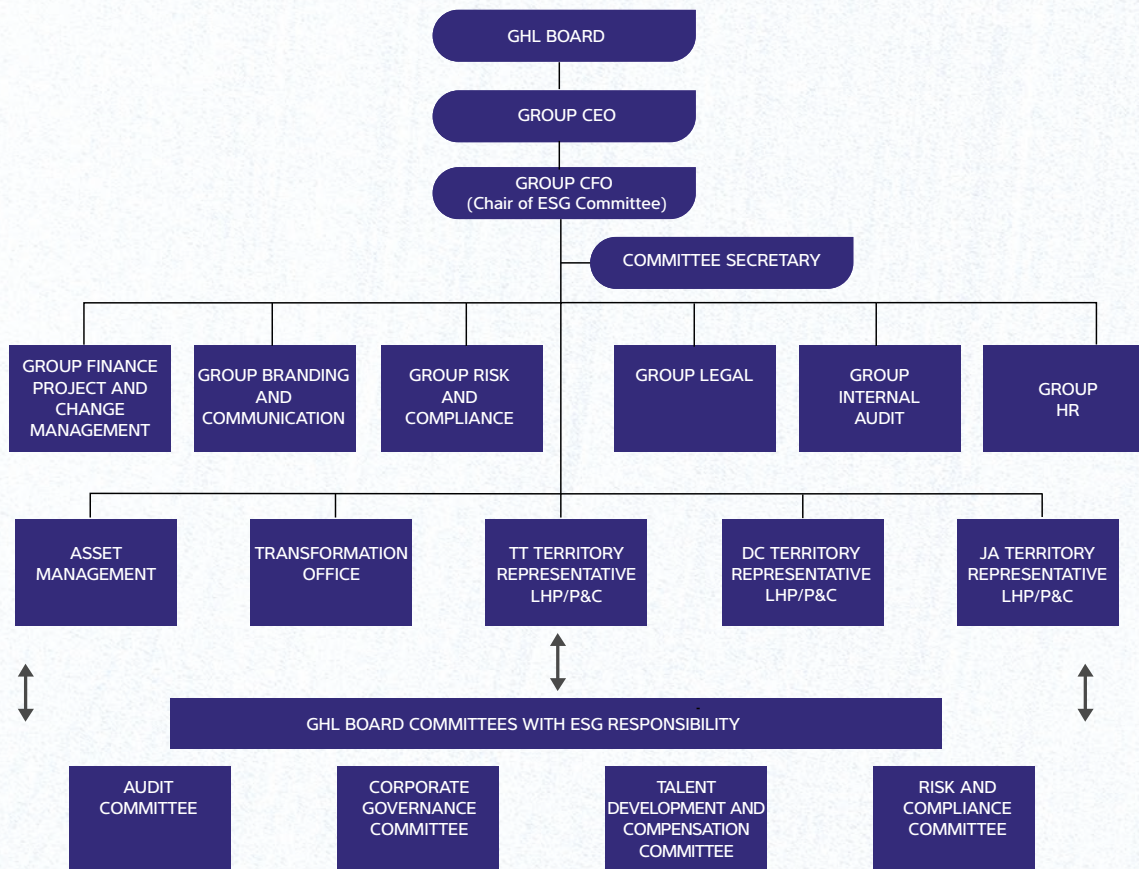 GHL BOARD
GROUP CEO
GROUP CFO
(Chair of ESG Committee)
COMMITTEE SECRETARY
GROUP FINANCE
PROJECT AND
CHANGE
MANAGEMENT
GROUP BRANDING
AND
COMMUNICATION
GROUP RISK
AND
COMPLIANCE
GROUP LEGAL
GROUP
INTERNAL
AUDIT
GROUP
HR
ASSET
MANAGEMENT
TRANSFORMATION
OFFICE
TT TERRITORY
REPRESENTATIVE
LHP/P&C
DC TERRITORY
REPRESENTATIVE
LHP/P&C
JA TERRITORY
REPRESENTATIVE
LHP/P&C
GHL BOARD COMMITTEES WITH ESG RESPONSIBILITY
AUDIT
COMMITTEE
CORPORATE
GOVERNANCE
COMMITTEE
TALENT
DEVELOPMENT AND
COMPENSATION
COMMITTEE
RISK AND
COMPLIANCE
COMMITTEE